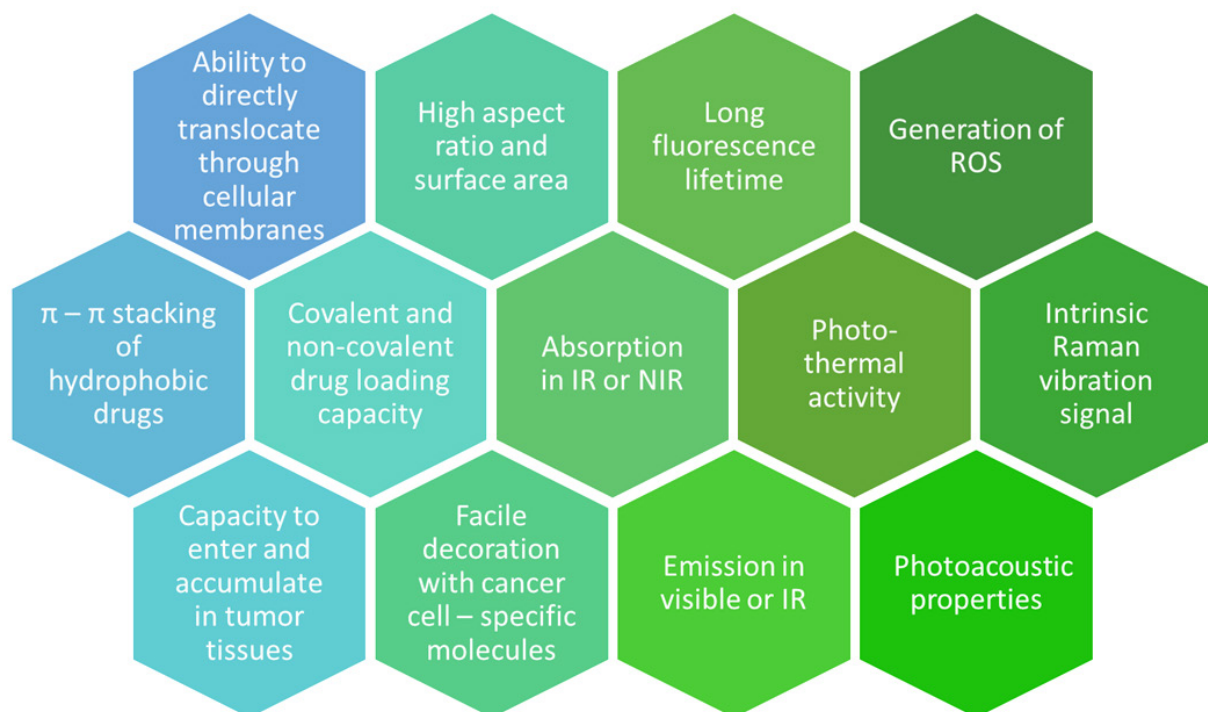 Ability to
directly
translocate
through
cellular
membranes
High aspect
ratio and
surface area
Long
fluorescence
lifetime
Generation of
ROS
π – π stacking
of
hydrophobic
drugs
Covalent and
non-covalent
drug loading
capacity
Absorption
in IR or NIR
Photo-
thermal
activity
Intrinsic
Raman
vibration
signal
Capacity to
enter and
accumulate
in tumor
tissues
Facile
decoration
with cancer
cell – specific
molecules
Emission in
visible or IR
Photoacoustic
properties